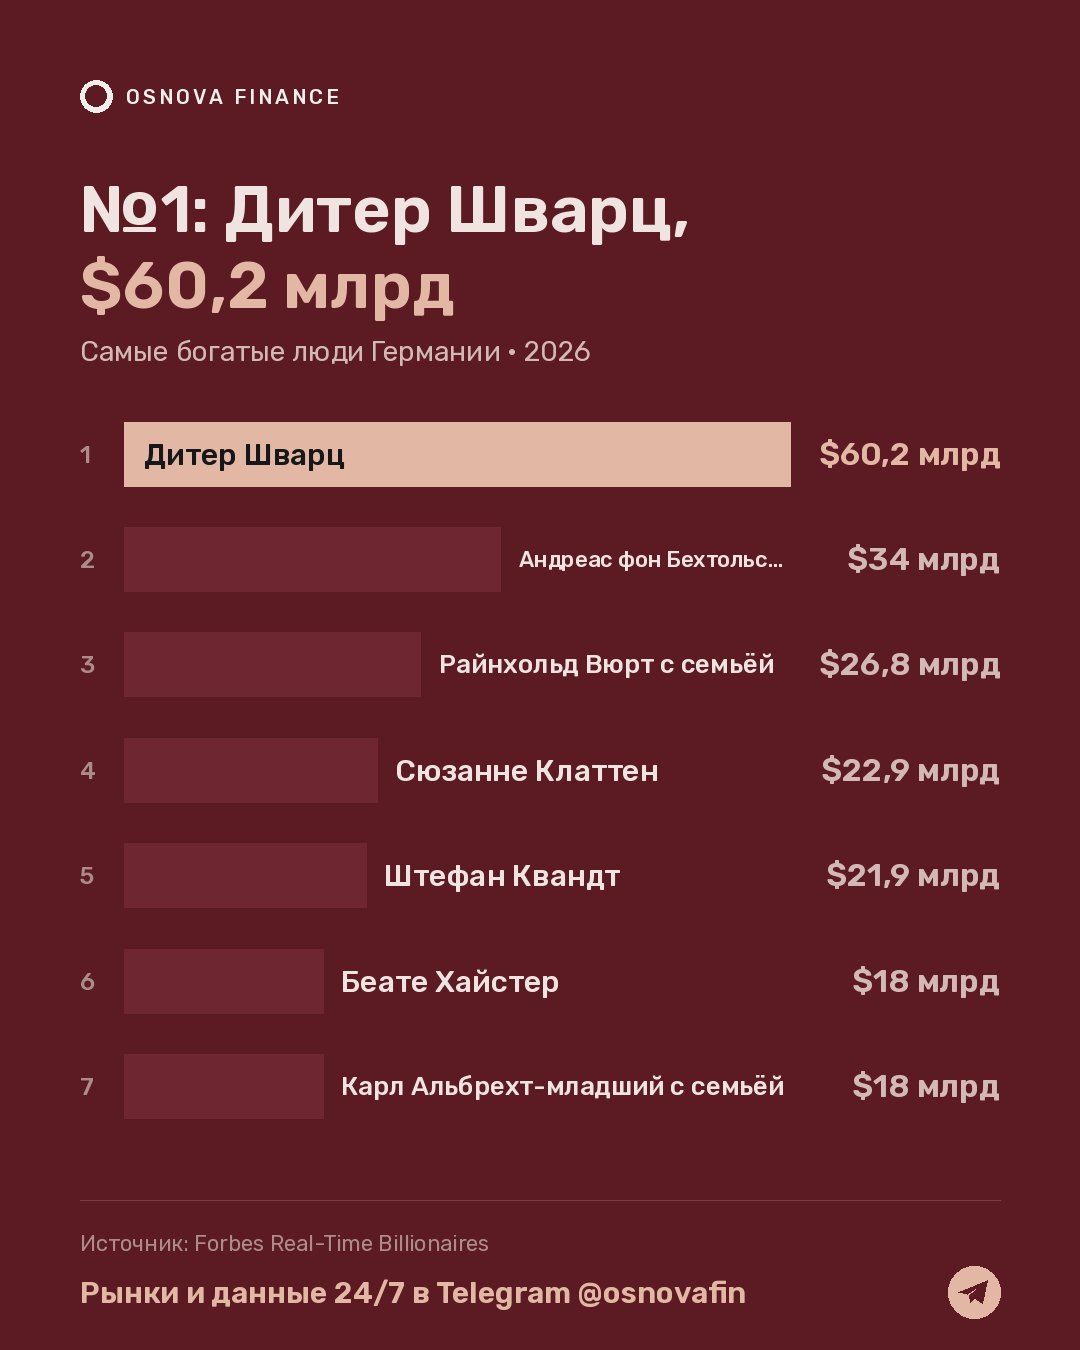 OSNOVA FINANCE
№1: Дитер Шварц,
$60,2 млрд
Самые богатые люди Германии • 2026
1 Дитер Шварц $60,2 млрд
2 Андреас фон Бехтольс... $34 млрд
3 Райнхольд Вюрт с семьёй $26,8 млрд
4 Сюзанне Клаттен $22,9 млрд
5 Штефан Квандт $21,9 млрд
6 Беате Хайстер $18 млрд
7 Карл Альбрехт-младший с семьёй $18 млрд
Источник: Forbes Real-Time Billionaires
Рынки и данные 24/7 в Telegram @osnovafin